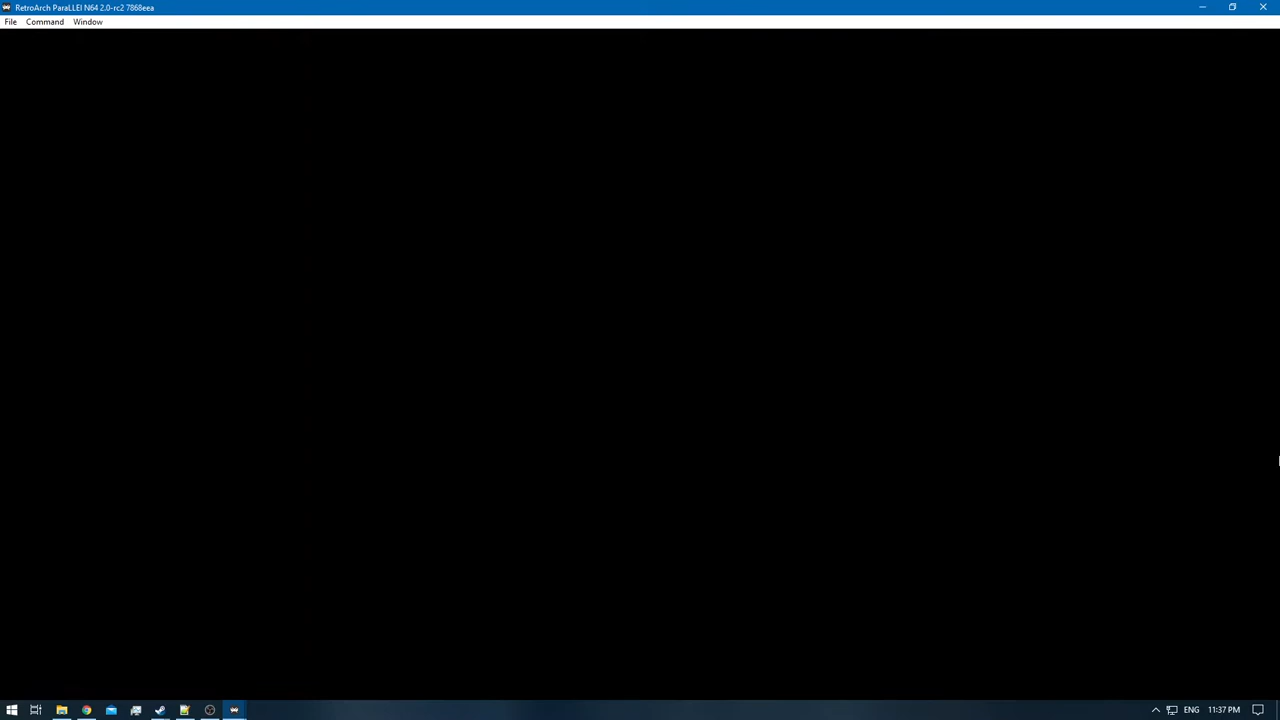 RetroArch ParaLLEl N64 2.0-rc2 7868eea
File Command Window
ENG 11:37 PM